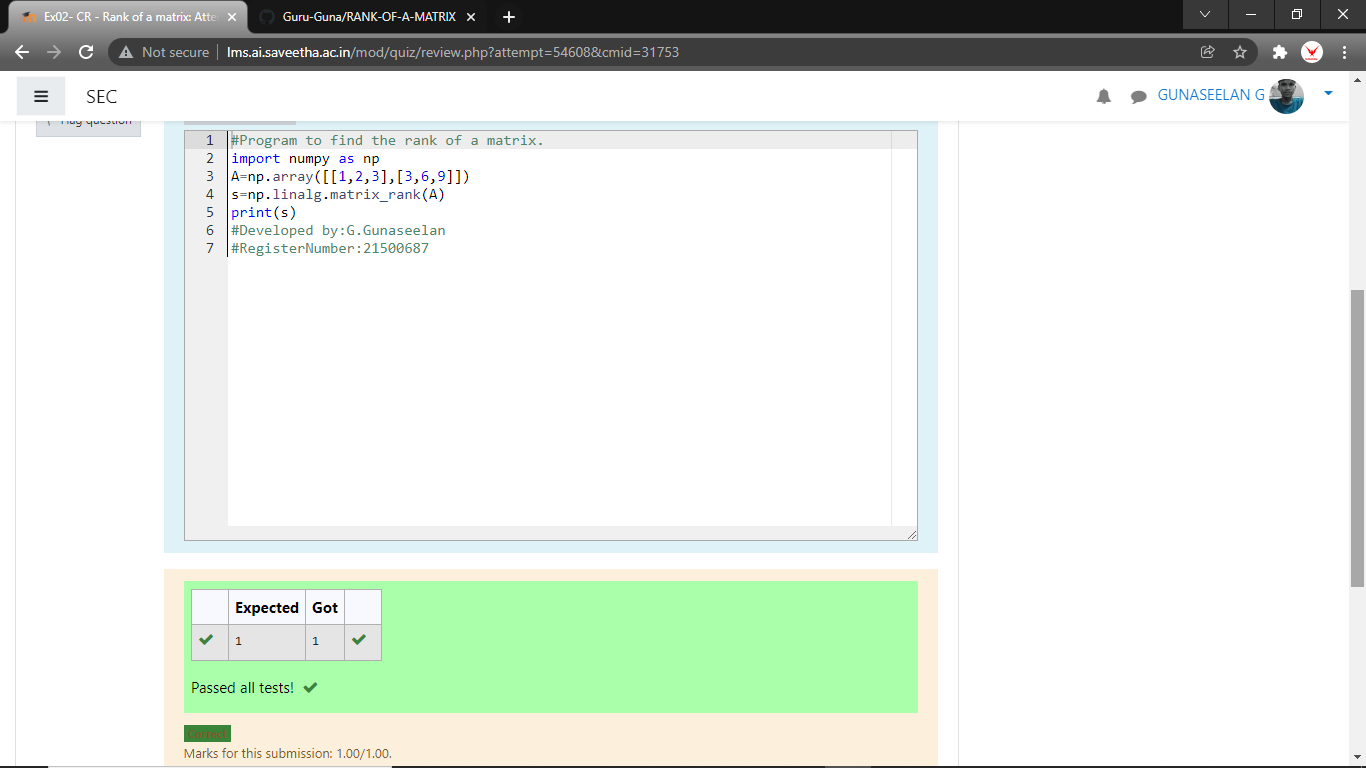 Ex02- CR - Rank of a matrix: Atte
Guru-Guna/RANK-OF-A-MATRIX
Not secure
lms.ai.saveetha.ac.in/mod/quiz/review.php?attempt=54608&cmid=31753
SEC
GUNASEELAN G
Flag question
1 #Program to find the rank of a matrix.
2 import numpy as np
3 A=np.array([[1,2,3],[3,6,9]])
4 s=np.linalg.matrix_rank(A)
5 print(s)
6 #Developed by:G.Gunaseelan
7 #RegisterNumber:21500687
Expected Got
1 1
Passed all tests!
Correct
Marks for this submission: 1.00/1.00.